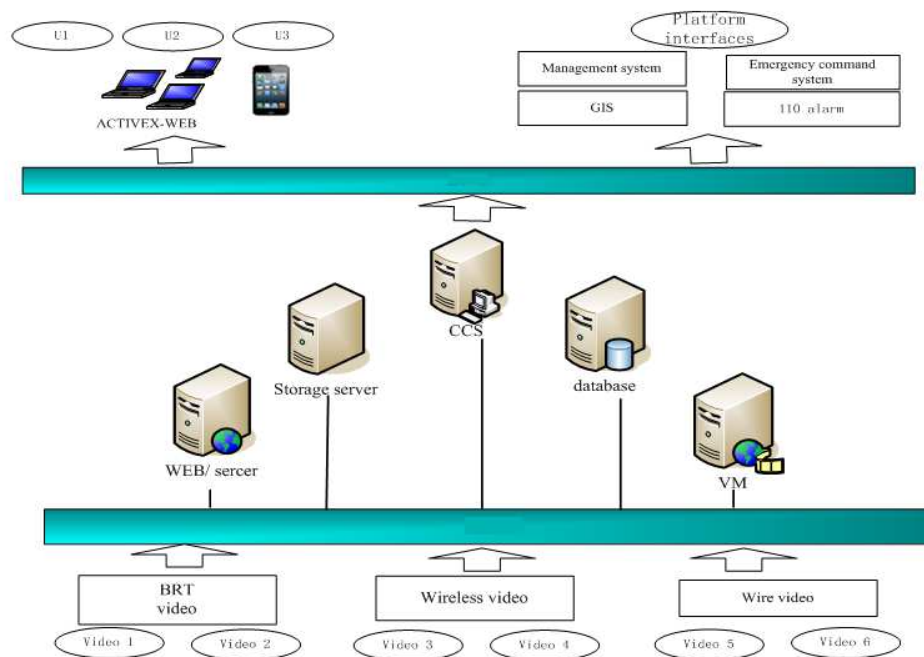 U1
U2
U3
Platform
interfaces
Management system
Emergency command
system
GIS
110 alarm
ACTIVEX-WEB
CCS
Storage server
database
WEB/ sercer
VM
BRT
video
Wireless video
Wire video
Video 1
Video 2
Video 3
Video 4
Video 5
Video 6